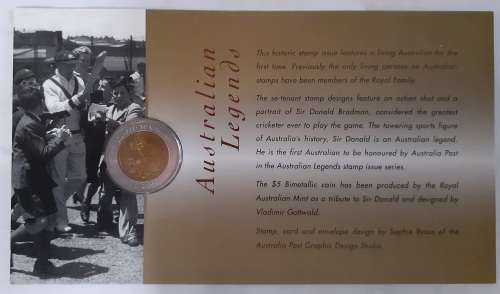 Australian
Legends
This historic stamp issue features a living Australian for the
first time. Previously the only living persons on Australian
stamps have been members of the Royal Family.
The se-tenant stamp designs feature an action shot and a
portrait of Sir Donald Bradman, considered the greatest
cricketer ever to play the game. The towering sports figure
of Australia's history, Sir Donald is an Australian legend.
He is the first Australian to be honoured by Australia Post
in the Australian Legends stamp issue series.
The $5 Bimetallic coin has been produced by the Royal
Australian Mint as a tribute to Sir Donald and designed by
Vladimir Gottwald.
Stamp, card and envelope design by Sophie Byass of the
Australia Post Graphic Design Studio.